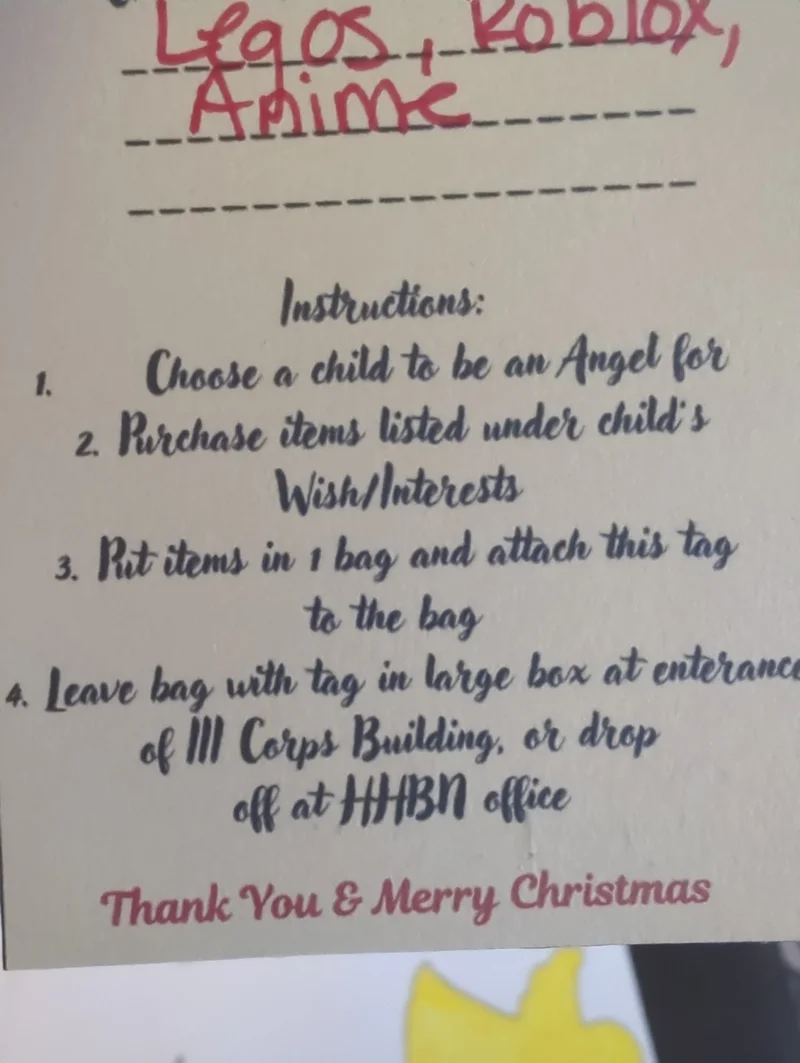 Legos, Roblox,
Anime
Instructions:
1. Choose a child to be an Angel for
2. Purchase items listed under child's
Wish/Interests
3. Put items in 1 bag and attach this tag
to the bag
4. Leave bag with tag in large box at enterance
of III Corps Building, or drop
off at HHBN office
Thank You & Merry Christmas